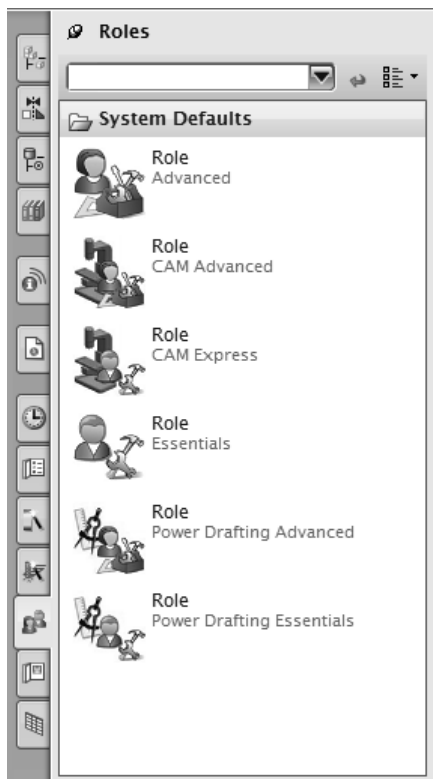 Roles
System Defaults
Role
Advanced
Role
CAM Advanced
Role
CAM Express
Role
Essentials
Role
Power Drafting Advanced
Role
Power Drafting Essentials